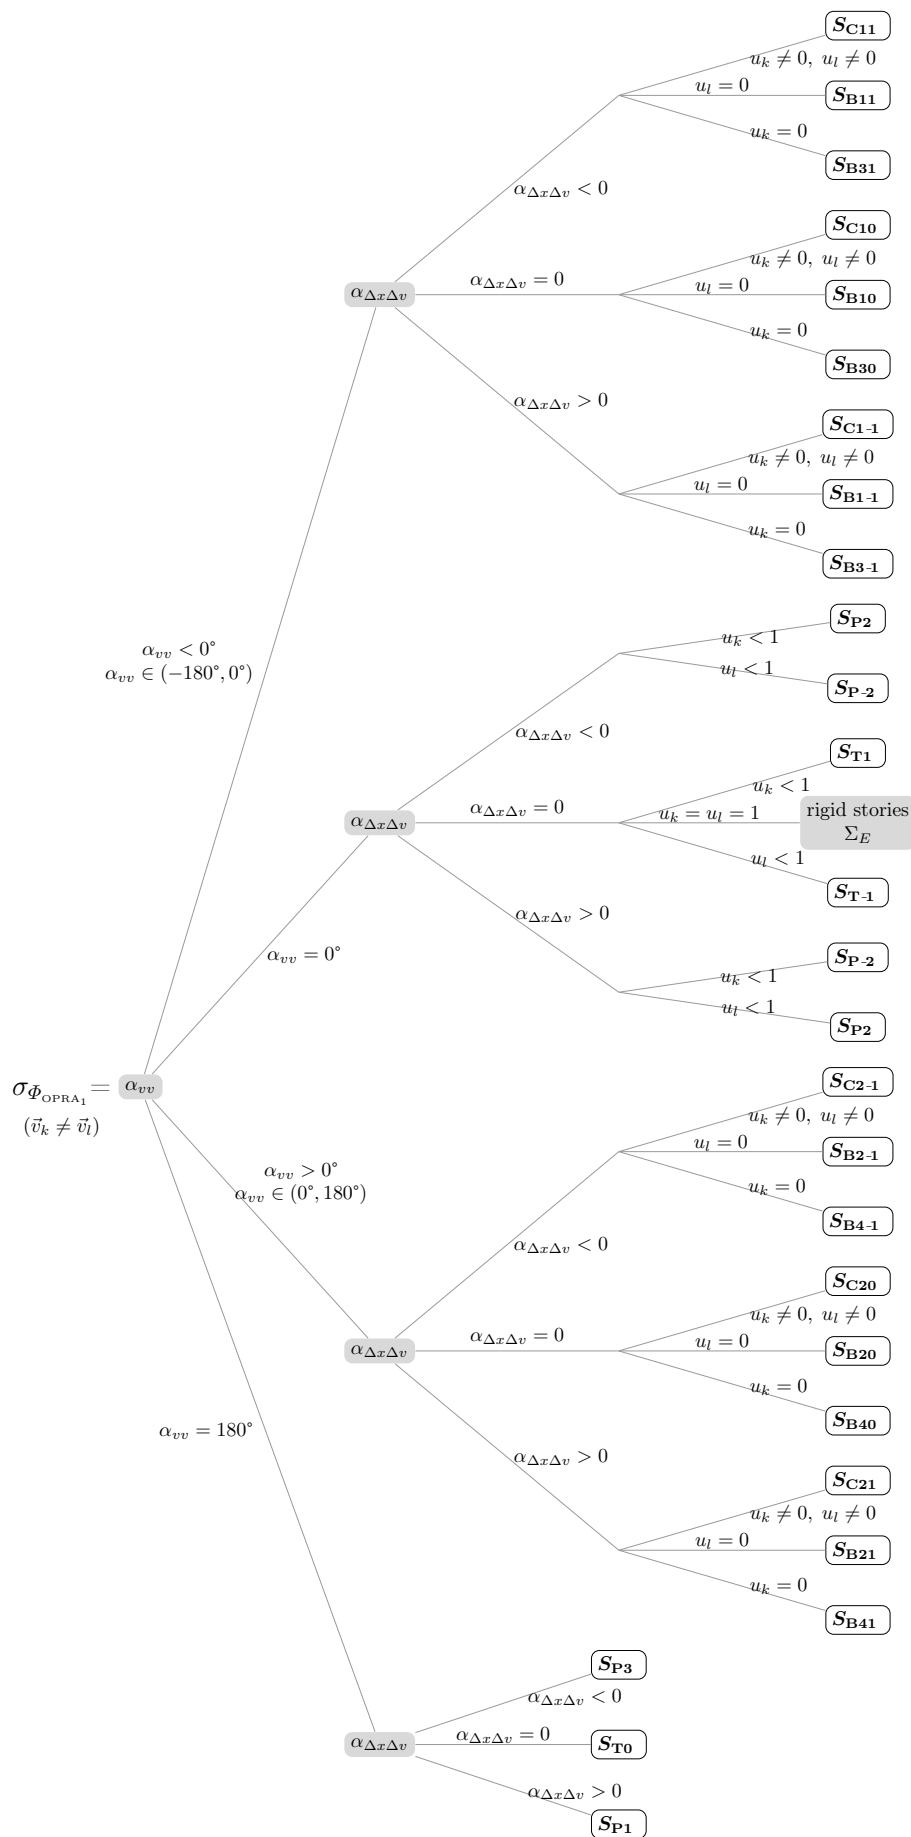 S_C11
u_k ≠ 0, u_l ≠ 0
u_l = 0
S_B11
u_k = 0
S_B31
α_ΔxΔv < 0
S_C10
u_k ≠ 0, u_l ≠ 0
α_ΔxΔv
α_ΔxΔv = 0
u_l = 0
S_B10
u_k = 0
S_B30
α_ΔxΔv > 0
S_C1-1
u_k ≠ 0, u_l ≠ 0
u_l = 0
S_B1-1
u_k = 0
S_B3-1
α_vv < 0°
α_vv ∈ (−180°, 0°)
S_P2
u_k < 1
u_l < 1
S_P-2
α_ΔxΔv < 0
S_T1
u_k < 1
α_ΔxΔv
α_ΔxΔv = 0
u_k = u_l = 1
rigid stories
Σ_E
u_l < 1
S_T-1
α_ΔxΔv > 0
α_vv = 0°
S_P-2
u_k < 1
u_l < 1
S_P2
σ_Φ_OPRA₁ = α_vv
(v⃗_k ≠ v⃗_l)
S_C2-1
u_k ≠ 0, u_l ≠ 0
u_l = 0
S_B2-1
α_vv > 0°
α_vv ∈ (0°, 180°)
u_k = 0
S_B4-1
α_ΔxΔv < 0
S_C20
u_k ≠ 0, u_l ≠ 0
α_ΔxΔv
α_ΔxΔv = 0
u_l = 0
S_B20
u_k = 0
S_B40
α_vv = 180°
α_ΔxΔv > 0
S_C21
u_k ≠ 0, u_l ≠ 0
u_l = 0
S_B21
u_k = 0
S_B41
S_P3
α_ΔxΔv < 0
α_ΔxΔv
α_ΔxΔv = 0
S_T0
α_ΔxΔv > 0
S_P1